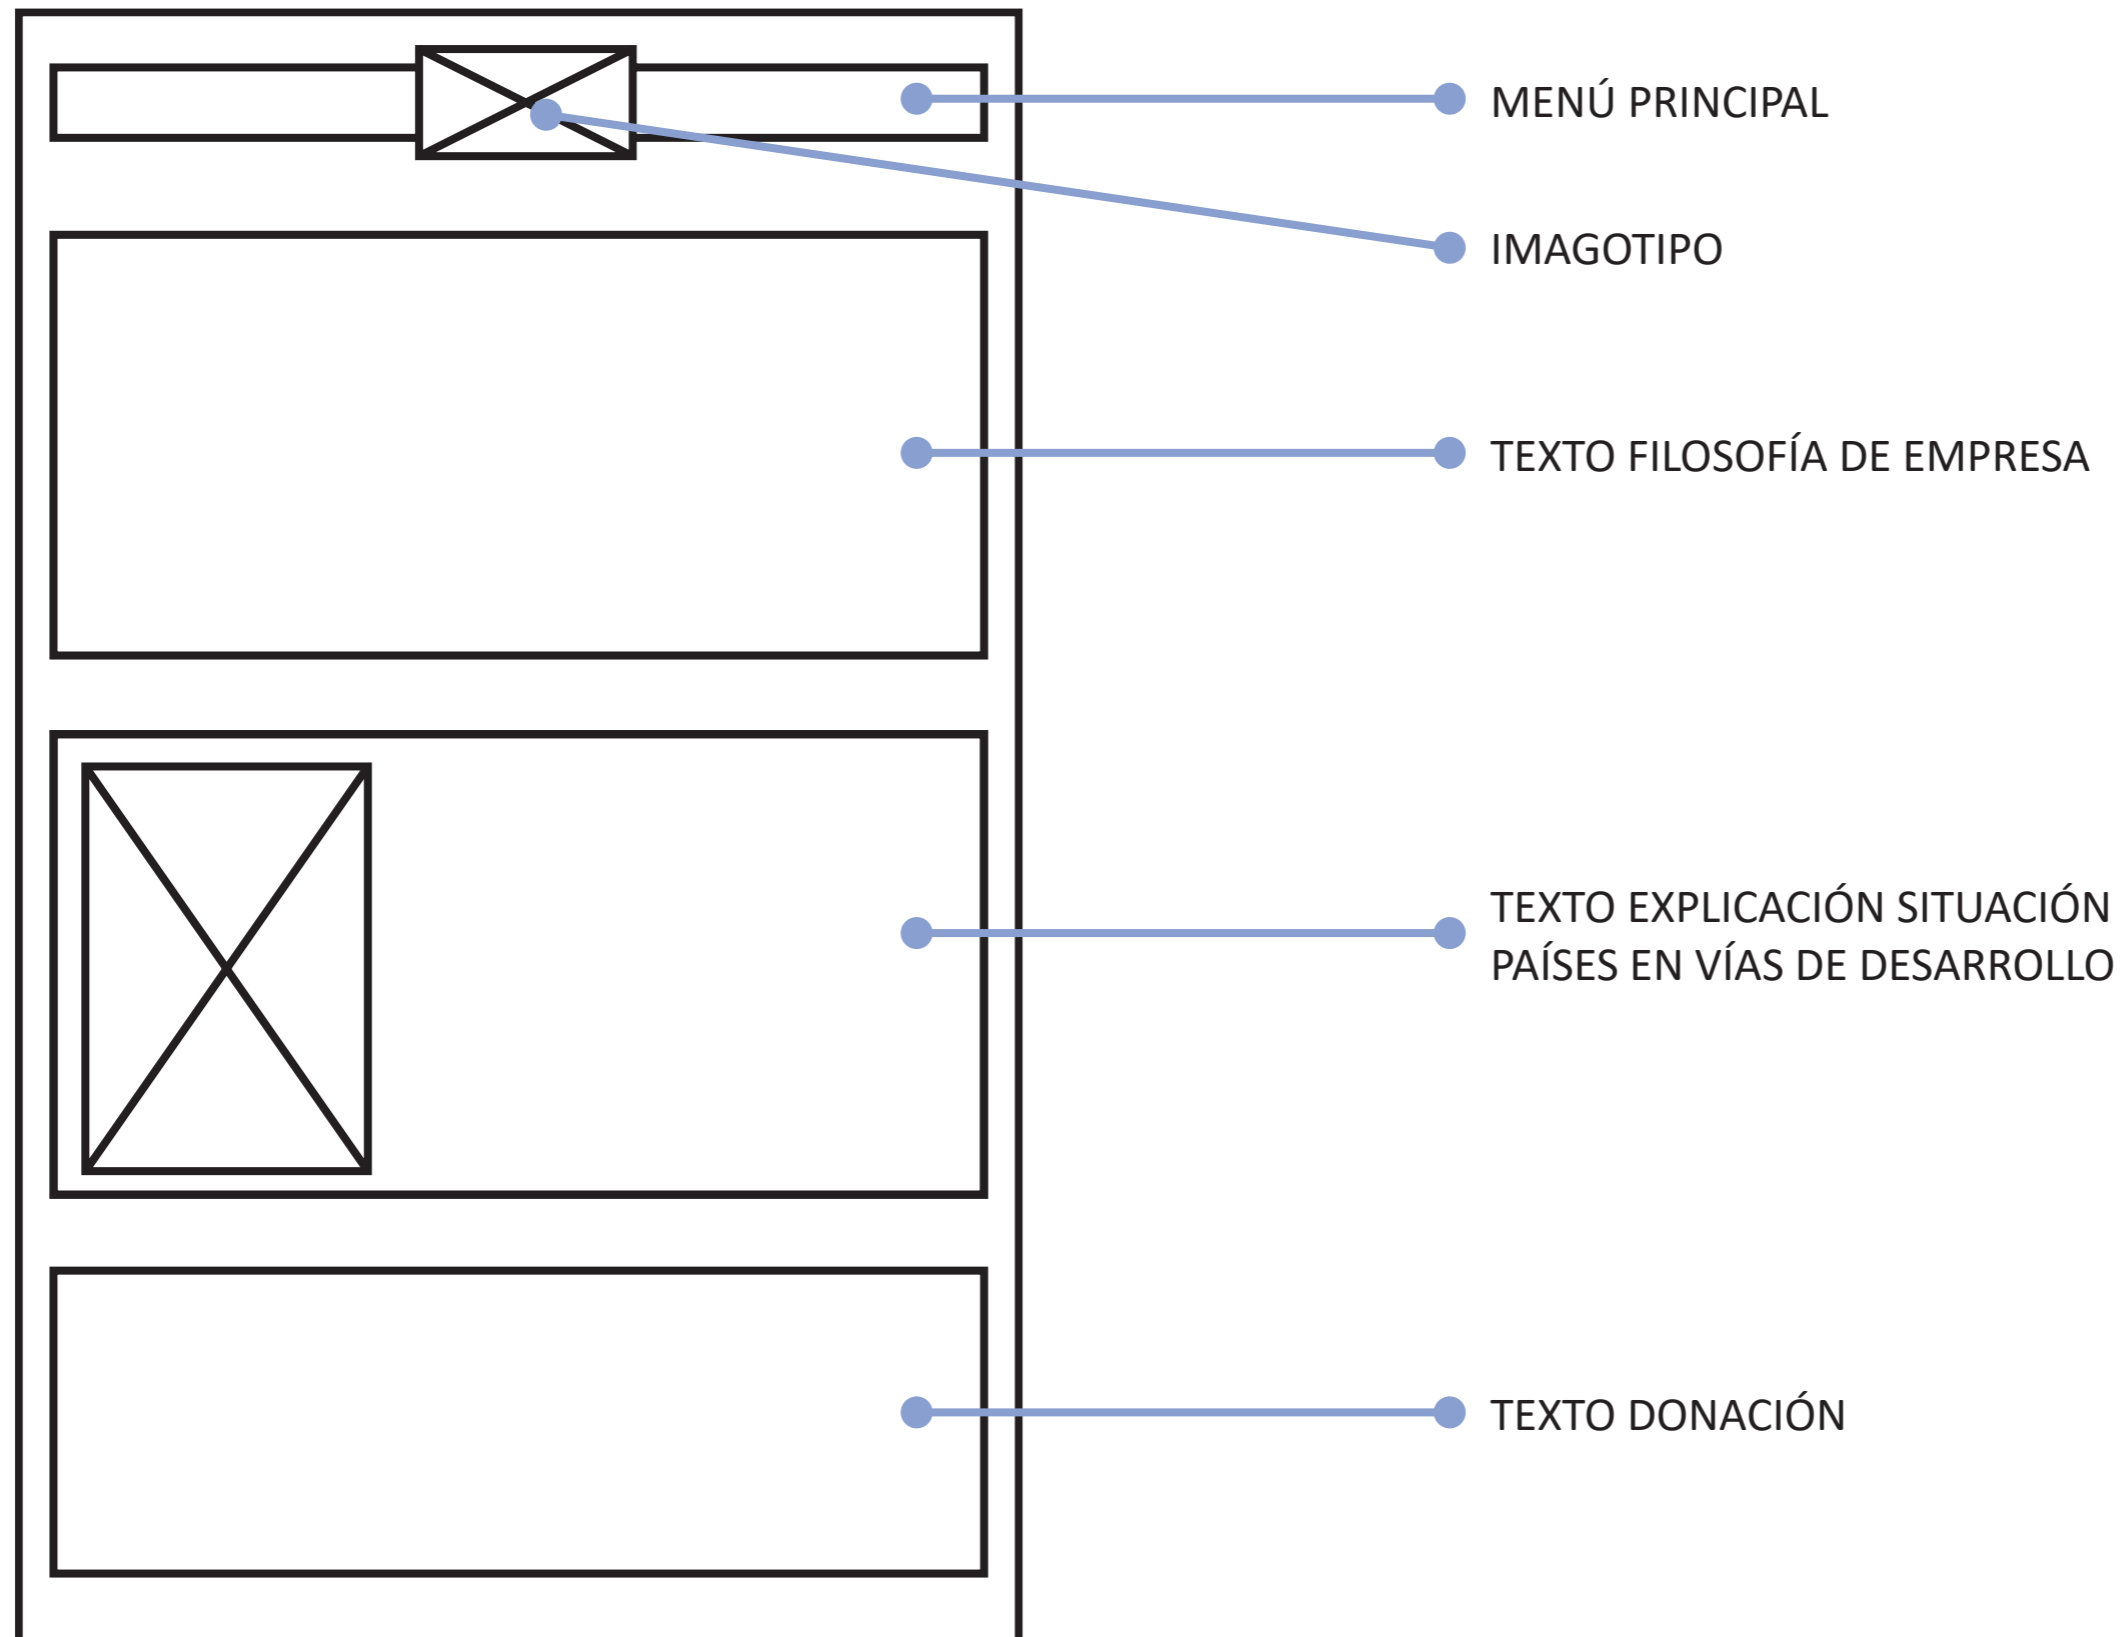 MENÚ PRINCIPAL
IMAGOTIPO
TEXTO FILOSOFÍA DE EMPRESA
TEXTO EXPLICACIÓN SITUACIÓN
PAÍSES EN VÍAS DE DESARROLLO
TEXTO DONACIÓN